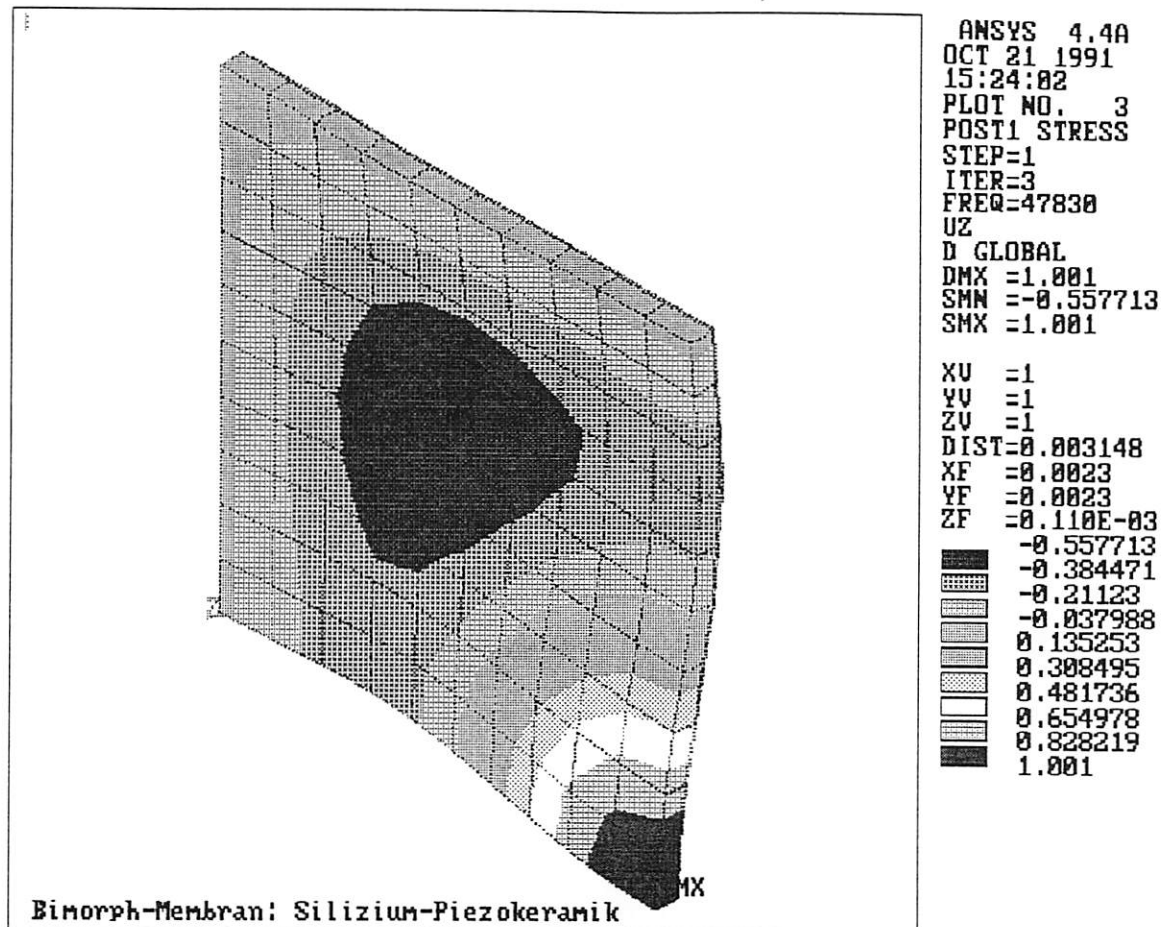 ANSYS 4.4A
OCT 21 1991
15:24:02
PLOT NO. 3
POST1 STRESS
STEP=1
ITER=3
FREQ=47830
UZ
D GLOBAL
DMX =1.001
SMN =-0.557713
SMX =1.001
XV =1
YV =1
ZV =1
DIST=0.003148
XF =0.0023
YF =0.0023
ZF =0.110E-03
-0.557713
-0.384471
-0.21123
-0.037988
0.135253
0.308495
0.481736
0.654978
0.828219
1.001
MX
Bimorph-Membran: Silizium-Piezokeramik